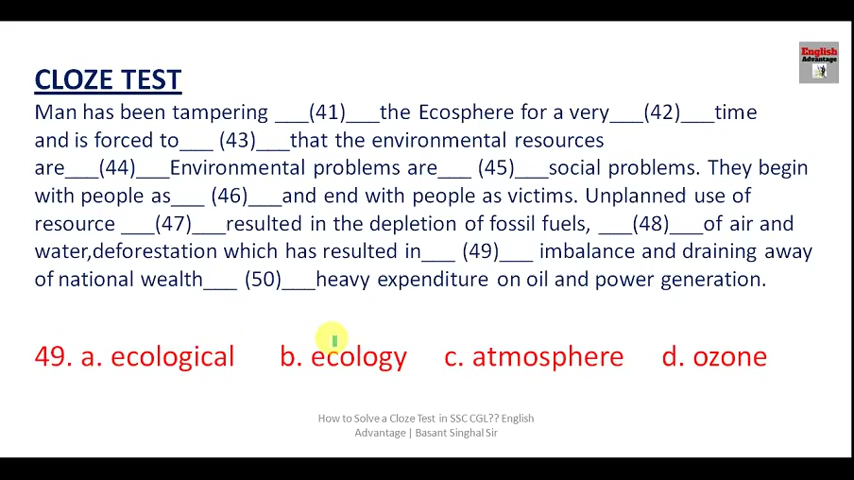 English
Advantage
CLOZE TEST
Man has been tampering ___(41)___the Ecosphere for a very___(42)___time
and is forced to___ (43)___that the environmental resources
are___(44)___Environmental problems are___ (45)___social problems. They begin
with people as___ (46)___and end with people as victims. Unplanned use of
resource ___(47)___resulted in the depletion of fossil fuels, ___(48)___of air and
water,deforestation which has resulted in___ (49)___ imbalance and draining away
of national wealth___ (50)___heavy expenditure on oil and power generation.
49. a. ecological b. ecology c. atmosphere d. ozone
How to Solve a Cloze Test in SSC CGL?? English
Advantage | Basant Singhal Sir